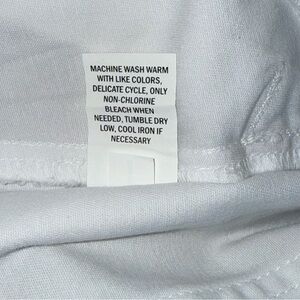 MACHINE WASH WARM
WITH LIKE COLORS,
DELICATE CYCLE, ONLY
NON-CHLORINE
BLEACH WHEN
NEEDED, TUMBLE DRY
LOW, COOL IRON IF
NECESSARY